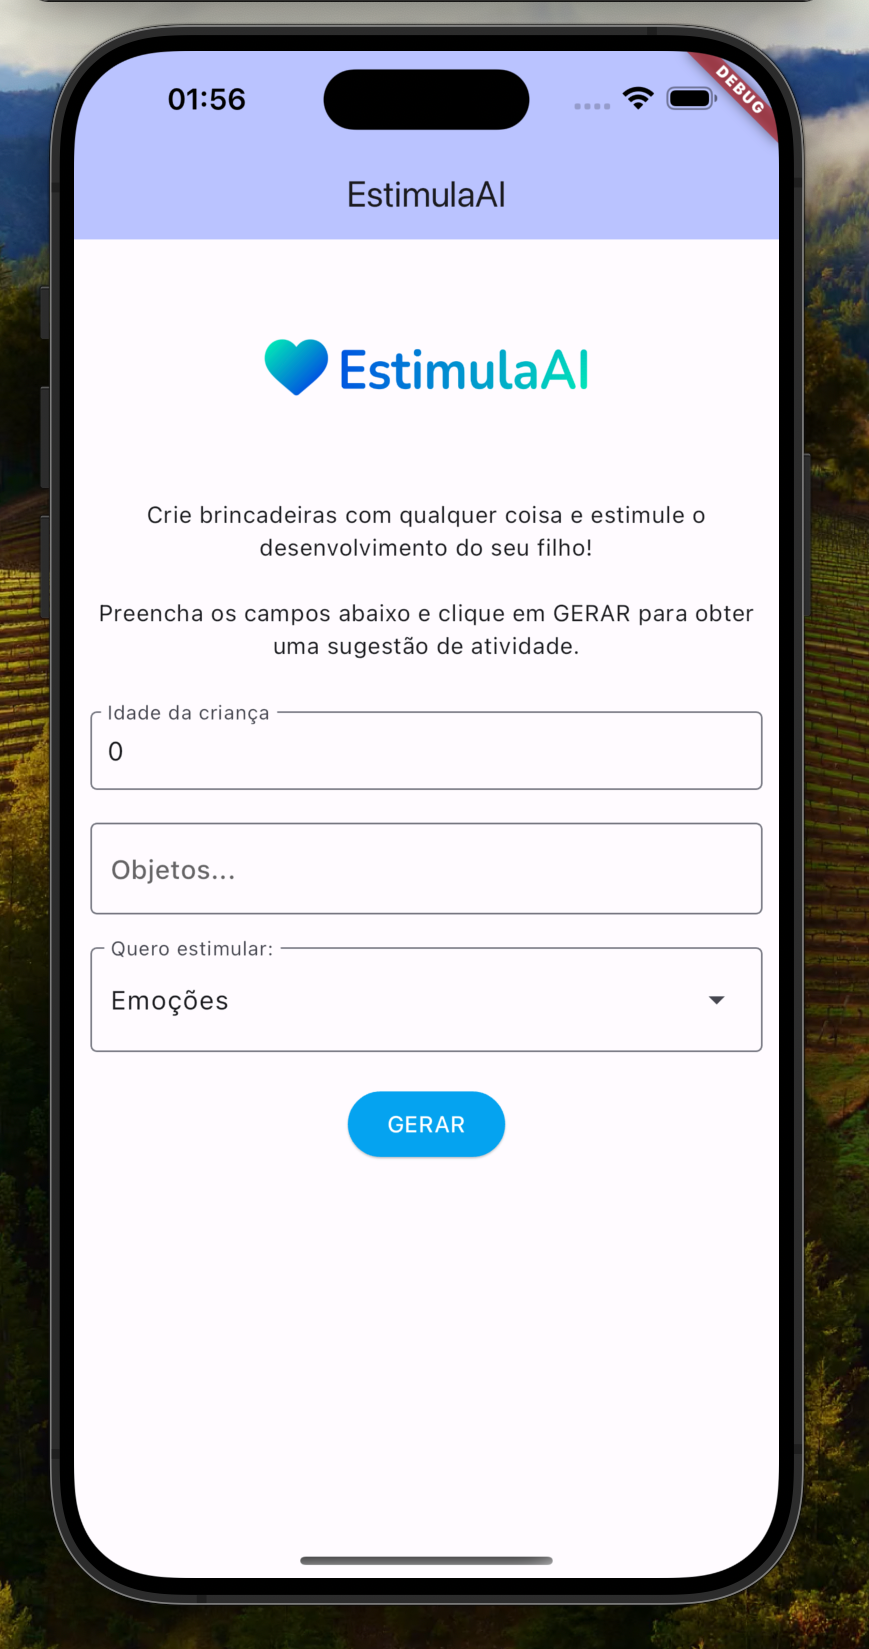 01:56
DEBUG
EstimulaAI
EstimulaAI
Crie brincadeiras com qualquer coisa e estimule o
desenvolvimento do seu filho!
Preencha os campos abaixo e clique em GERAR para obter
uma sugestão de atividade.
Idade da criança
0
Objetos...
Quero estimular:
Emoções
GERAR